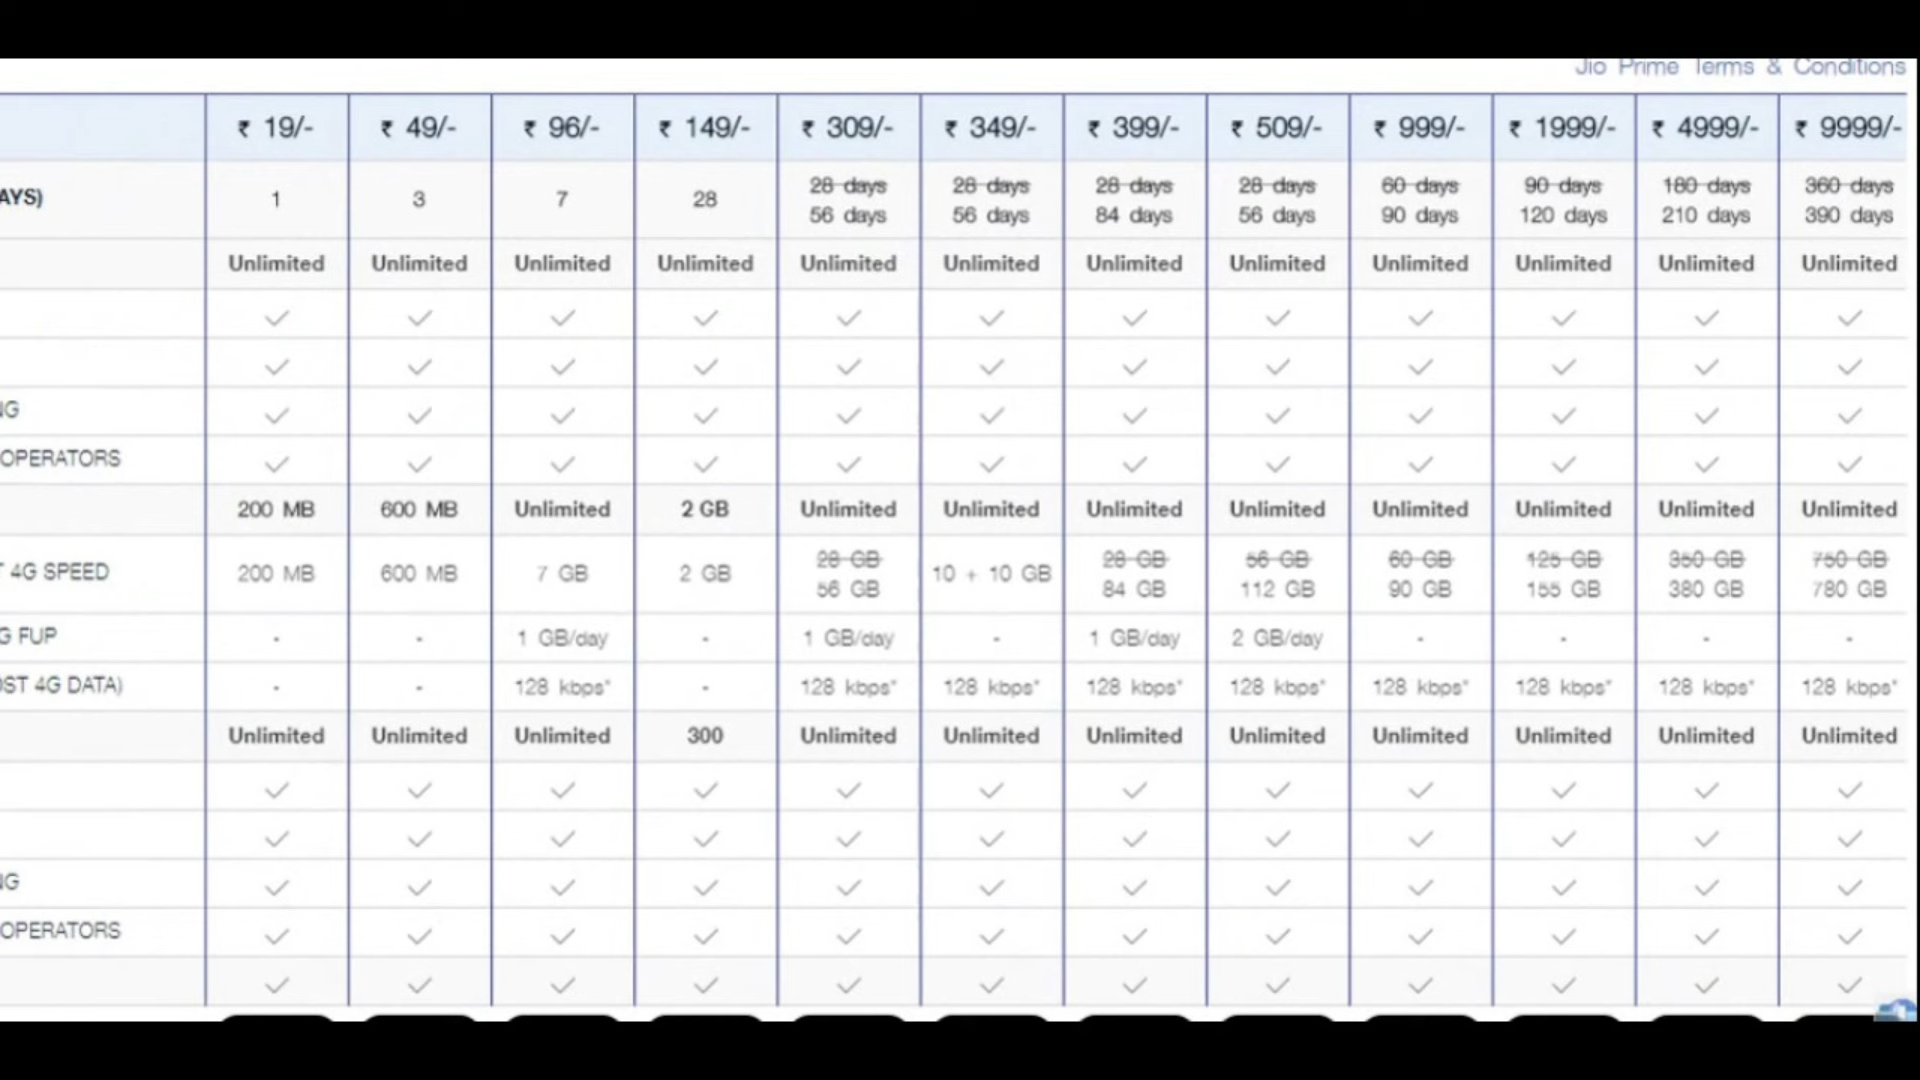 Jio Prime Terms & Conditions
₹ 19/- ₹ 49/- ₹ 96/- ₹ 149/- ₹ 309/- ₹ 349/- ₹ 399/- ₹ 509/- ₹ 999/- ₹ 1999/- ₹ 4999/- ₹ 9999/-
28 days 28 days 28 days 28 days 60 days 90 days 180 days 360 days
AYS) 1 3 7 28
56 days 56 days 84 days 56 days 90 days 120 days 210 days 390 days
Unlimited Unlimited Unlimited Unlimited Unlimited Unlimited Unlimited Unlimited Unlimited Unlimited Unlimited Unlimited
NG
OPERATORS
200 MB 600 MB Unlimited 2 GB Unlimited Unlimited Unlimited Unlimited Unlimited Unlimited Unlimited Unlimited
28 GB 28 GB 56 GB 60 GB 125 GB 350 GB 750 GB
T 4G SPEED 200 MB 600 MB 7 GB 2 GB 10 + 10 GB
56 GB 84 GB 112 GB 90 GB 155 GB 380 GB 780 GB
G FUP - - 1 GB/day - 1 GB/day - 1 GB/day 2 GB/day - - - -
OST 4G DATA) - - 128 kbps* - 128 kbps* 128 kbps* 128 kbps* 128 kbps* 128 kbps* 128 kbps* 128 kbps* 128 kbps*
Unlimited Unlimited Unlimited 300 Unlimited Unlimited Unlimited Unlimited Unlimited Unlimited Unlimited Unlimited
NG
OPERATORS